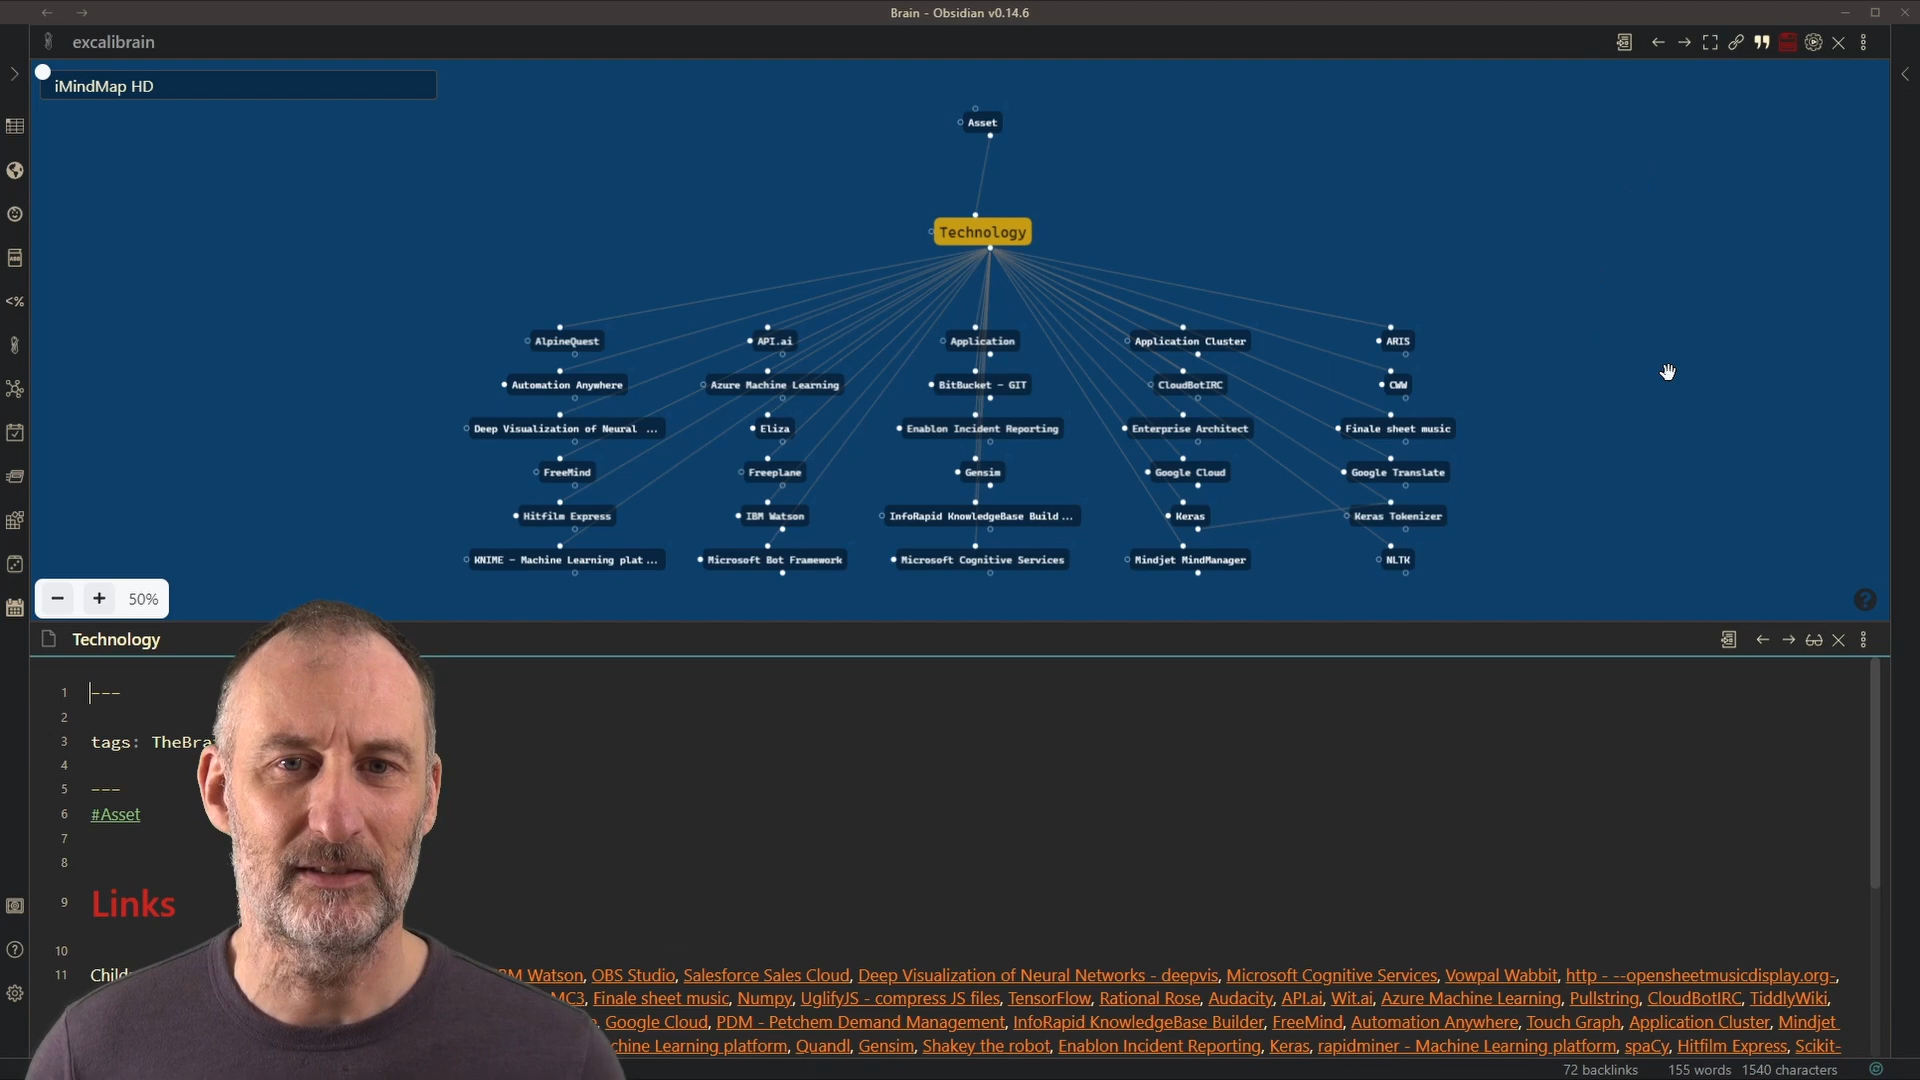 Brain - Obsidian v0.14.6
excalibrain
iMindMap HD
Asset
Technology
AlpineQuest
API.ai
Application
Application Cluster
ARIS
Automation Anywhere
Azure Machine Learning
BitBucket - GIT
CloudBotIRC
CWW
Deep Visualization of Neural ...
Eliza
Enablon Incident Reporting
Enterprise Architect
Finale sheet music
FreeMind
Freeplane
Gensim
Google Cloud
Google Translate
Hitfilm Express
IBM Watson
InfoRapid KnowledgeBase Build ...
Keras
Keras Tokenizer
KNIME - Machine Learning plat ...
Microsoft Bot Framework
Microsoft Cognitive Services
Mindjet MindManager
NLTK
50%
Technology
1 ---
2
3 tags: TheBra
4
5 ---
6 #Asset
7
8
9 Links
10
11 Child BM Watson, OBS Studio, Salesforce Sales Cloud, Deep Visualization of Neural Networks - deepvis, Microsoft Cognitive Services, Vowpal Wabbit, http - --opensheetmusicdisplay.org-,
MC3, Finale sheet music, Numpy, UglifyJS - compress JS files, TensorFlow, Rational Rose, Audacity, API.ai, Wit.ai, Azure Machine Learning, Pullstring, CloudBotIRC, TiddlyWiki,
, Google Cloud, PDM - Petchem Demand Management, InfoRapid KnowledgeBase Builder, FreeMind, Automation Anywhere, Touch Graph, Application Cluster, Mindjet
chine Learning platform, Quandl, Gensim, Shakey the robot, Enablon Incident Reporting, Keras, rapidminer - Machine Learning platform, spaCy, Hitfilm Express, Scikit-
72 backlinks 155 words 1540 characters